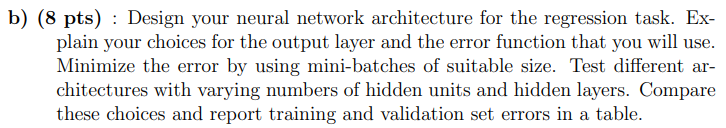 b) (8 pts) : Design your neural network architecture for the regression task. Ex-
plain your choices for the output layer and the error function that you will use.
Minimize the error by using mini-batches of suitable size. Test different ar-
chitectures with varying numbers of hidden units and hidden layers. Compare
these choices and report training and validation set errors in a table.